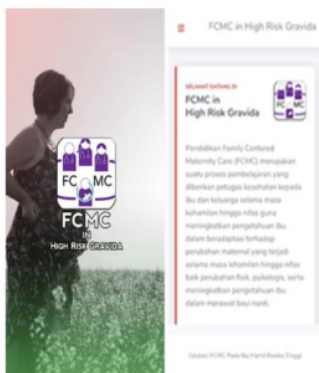 FC MC
FCMC
IN
HIGH RISK GRAVIDA
FCMC in High Risk Gravida
SELAMAT DATANG DI
FCMC in
High Risk Gravida
FC MC
Pendidikan Family Centered
Maternity Care (FCMC) merupakan
suatu proses pembelajaran yang
diberikan petugas kesehatan kepada
ibu dan keluarga selama masa
kehamilan hingga nifas guna
meningkatkan pengetahuan ibu
dalam beradaptasi terhadap
perubahan maternal yang terjadi
selama masa kehamilan hingga nifas
baik perubahan fisik, psikologis, serta
meningkatkan pengetahuan ibu
dalam merawat bayi nanti.
Edukasi FCMC Pada Ibu Hamil Resiko Tinggi